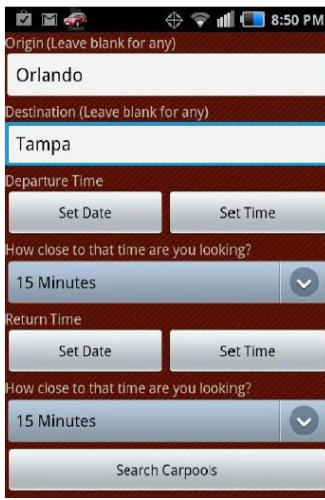 8:50 PM
Origin (Leave blank for any)
Orlando
Destination (Leave blank for any)
Tampa
Departure Time
Set Date Set Time
How close to that time are you looking?
15 Minutes
Return Time
Set Date Set Time
How close to that time are you looking?
15 Minutes
Search Carpools